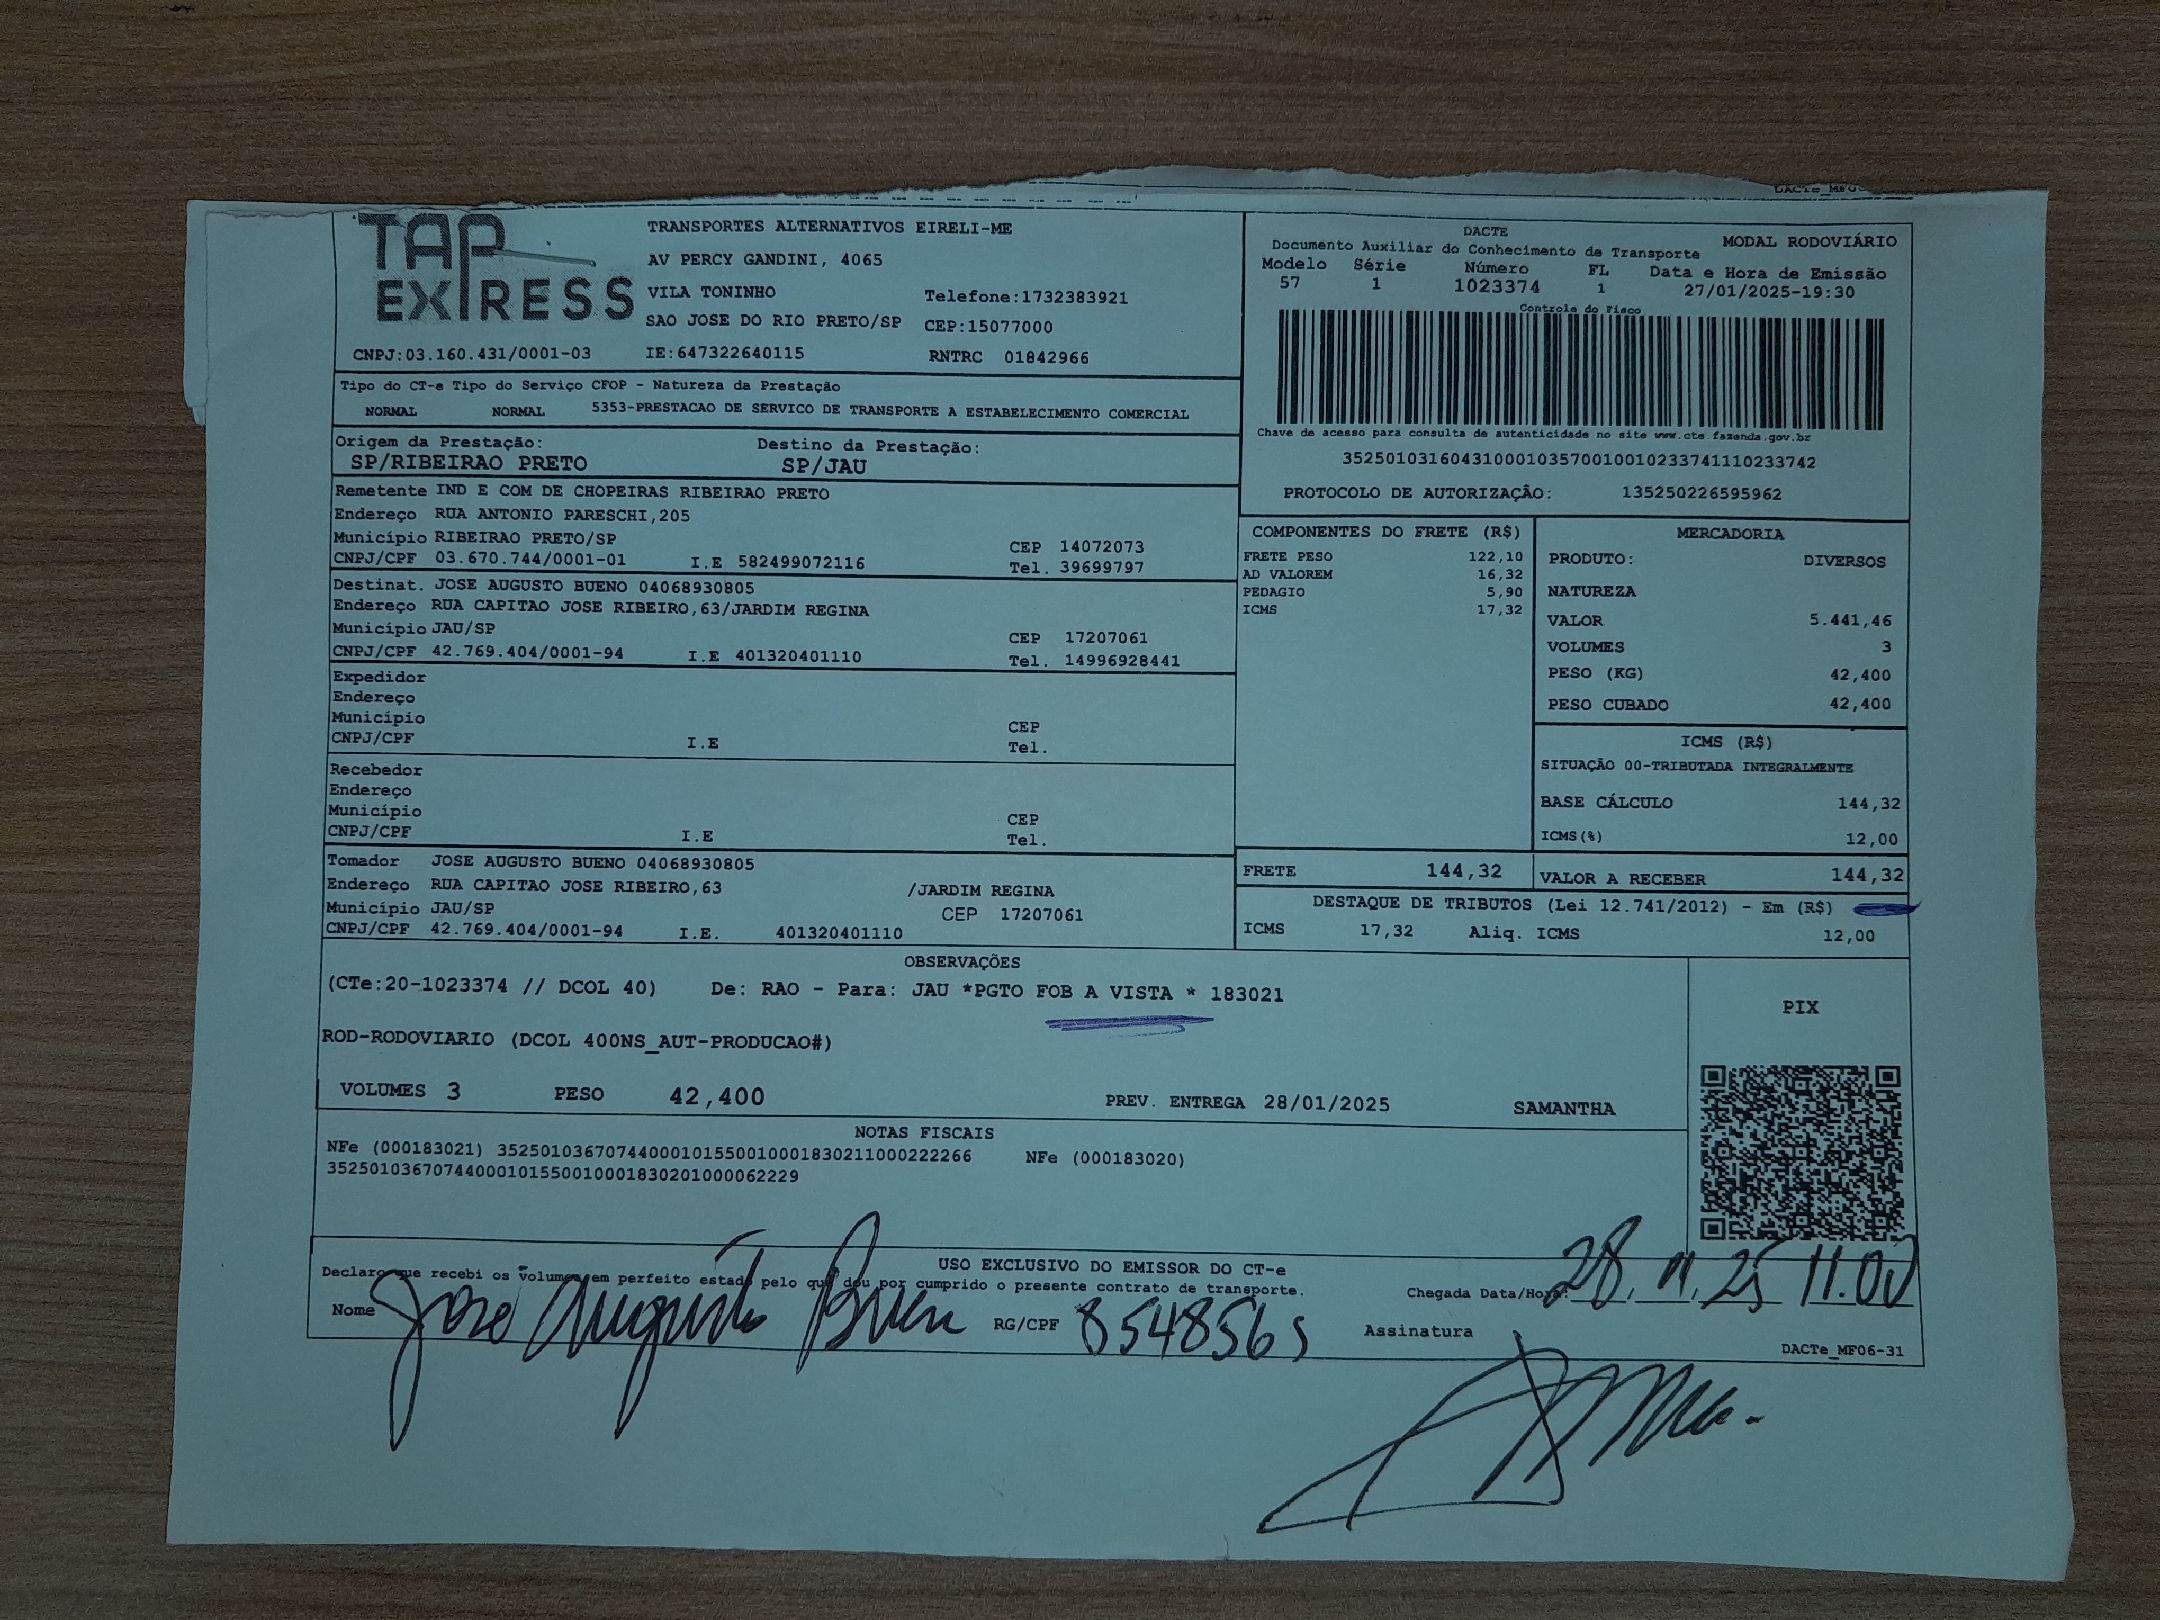 DACTe_MF0
TAP EXPRESS
TRANSPORTES ALTERNATIVOS EIRELI-ME
AV PERCY GANDINI, 4065
VILA TONINHO Telefone:1732383921
SAO JOSE DO RIO PRETO/SP CEP:15077000
CNPJ:03.160.431/0001-03 IE:647322640115 RNTRC 01842966
DACTE MODAL RODOVIÁRIO
Documento Auxiliar do Conhecimento de Transporte
Modelo Série Número FL Data e Hora de Emissão
57 1 1023374 1 27/01/2025-19:30
Controle do Fisco
Chave de acesso para consulta de autenticidade no site www.cte.fazenda.gov.br
35250103160431000103570010010233741110233742
PROTOCOLO DE AUTORIZAÇÃO: 135250226595962
Tipo do CT-e Tipo do Serviço CFOP - Natureza da Prestação
NORMAL NORMAL 5353-PRESTACAO DE SERVICO DE TRANSPORTE A ESTABELECIMENTO COMERCIAL
Origem da Prestação: Destino da Prestação:
SP/RIBEIRAO PRETO SP/JAU
Remetente IND E COM DE CHOPEIRAS RIBEIRAO PRETO
Endereço RUA ANTONIO PARESCHI,205
Município RIBEIRAO PRETO/SP CEP 14072073
CNPJ/CPF 03.670.744/0001-01 I.E 582499072116 Tel. 39699797
Destinat. JOSE AUGUSTO BUENO 04068930805
Endereço RUA CAPITAO JOSE RIBEIRO,63/JARDIM REGINA
Município JAU/SP CEP 17207061
CNPJ/CPF 42.769.404/0001-94 I.E 401320401110 Tel. 14996928441
Expedidor
Endereço
Município CEP
CNPJ/CPF I.E Tel.
Recebedor
Endereço
Município CEP
CNPJ/CPF I.E Tel.
Tomador JOSE AUGUSTO BUENO 04068930805
Endereço RUA CAPITAO JOSE RIBEIRO,63 /JARDIM REGINA
Município JAU/SP CEP 17207061
CNPJ/CPF 42.769.404/0001-94 I.E. 401320401110
COMPONENTES DO FRETE (R$)
FRETE PESO 122,10
AD VALOREM 16,32
PEDAGIO 5,90
ICMS 17,32
MERCADORIA
PRODUTO: DIVERSOS
NATUREZA
VALOR 5.441,46
VOLUMES 3
PESO (KG) 42,400
PESO CUBADO 42,400
ICMS (R$)
SITUAÇÃO 00-TRIBUTADA INTEGRALMENTE
BASE CÁLCULO 144,32
ICMS(%) 12,00
FRETE 144,32 VALOR A RECEBER 144,32
DESTAQUE DE TRIBUTOS (Lei 12.741/2012) - Em (R$)
ICMS 17,32 Aliq. ICMS 12,00
OBSERVAÇÕES
(CTe:20-1023374 // DCOL 40) De: RAO - Para: JAU *PGTO FOB A VISTA * 183021
ROD-RODOVIARIO (DCOL 400NS_AUT-PRODUCAO#)
VOLUMES 3 PESO 42,400 PREV. ENTREGA 28/01/2025 SAMANTHA
PIX
NOTAS FISCAIS
NFe (000183021) 35250103670744000101550010001830211000222266 NFe (000183020)
35250103670744000101550010001830201000062229
USO EXCLUSIVO DO EMISSOR DO CT-e
Declaro que recebi os volumes em perfeito estado pelo que dou por cumprido o presente contrato de transporte.
Chegada Data/Hora: 28.11.25 11.00
Nome Jose Augusto Bueno RG/CPF 8548565 Assinatura
DACTe_MF06-31